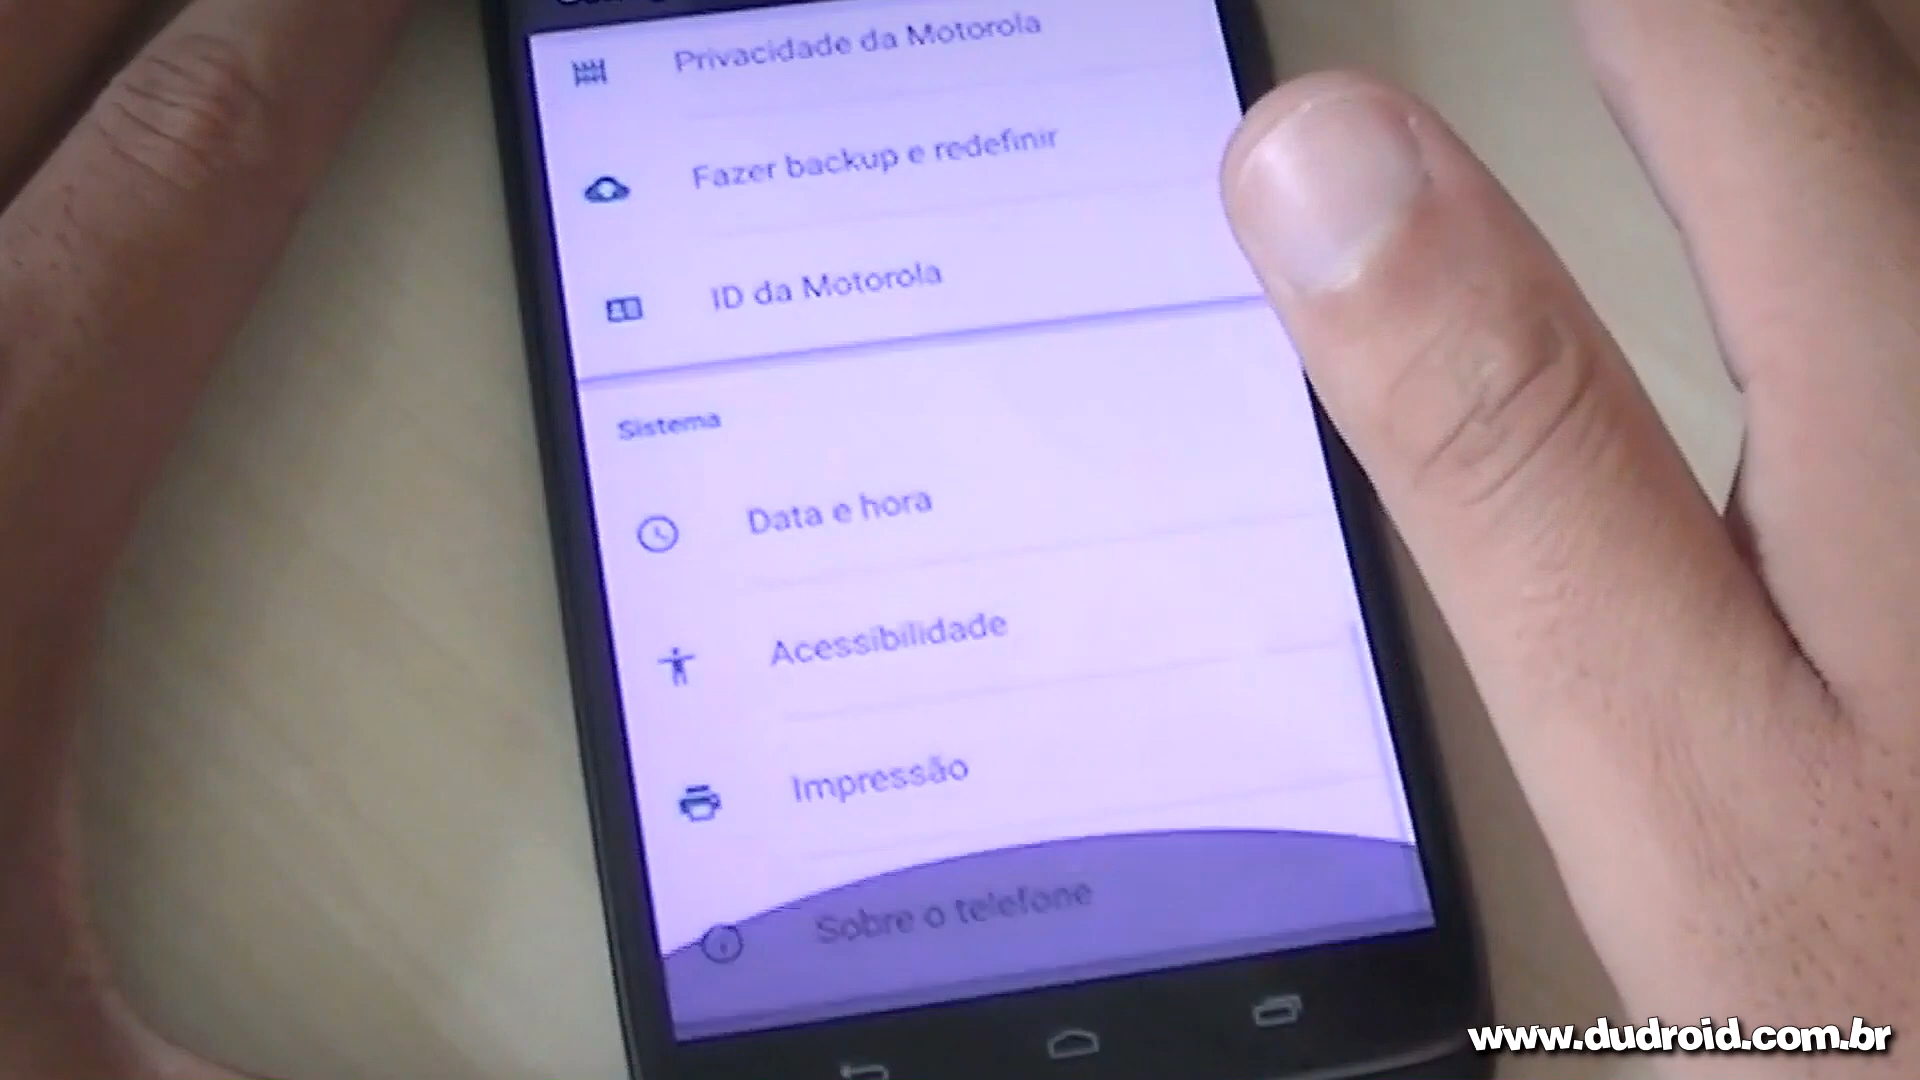 Privacidade da Motorola
Fazer backup e redefinir
ID da Motorola
Sistema
Data e hora
Acessibilidade
Impressão
Sobre o telefone
www.dudroid.com.br